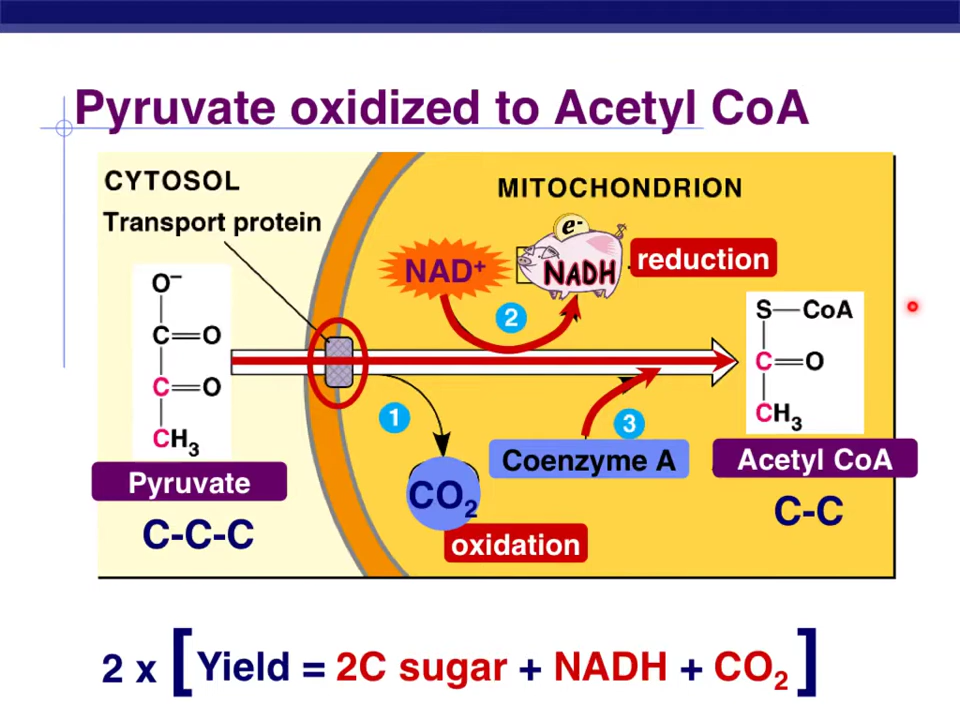 Pyruvate oxidized to Acetyl CoA
CYTOSOL
Transport protein
MITOCHONDRION
NAD⁺
e-
NADH
reduction
O⁻
C=O
C=O
CH₃
Pyruvate
C-C-C
1
2
3
CO₂
oxidation
Coenzyme A
S—CoA
C=O
CH₃
Acetyl CoA
C-C
2 x [Yield = 2C sugar + NADH + CO₂]